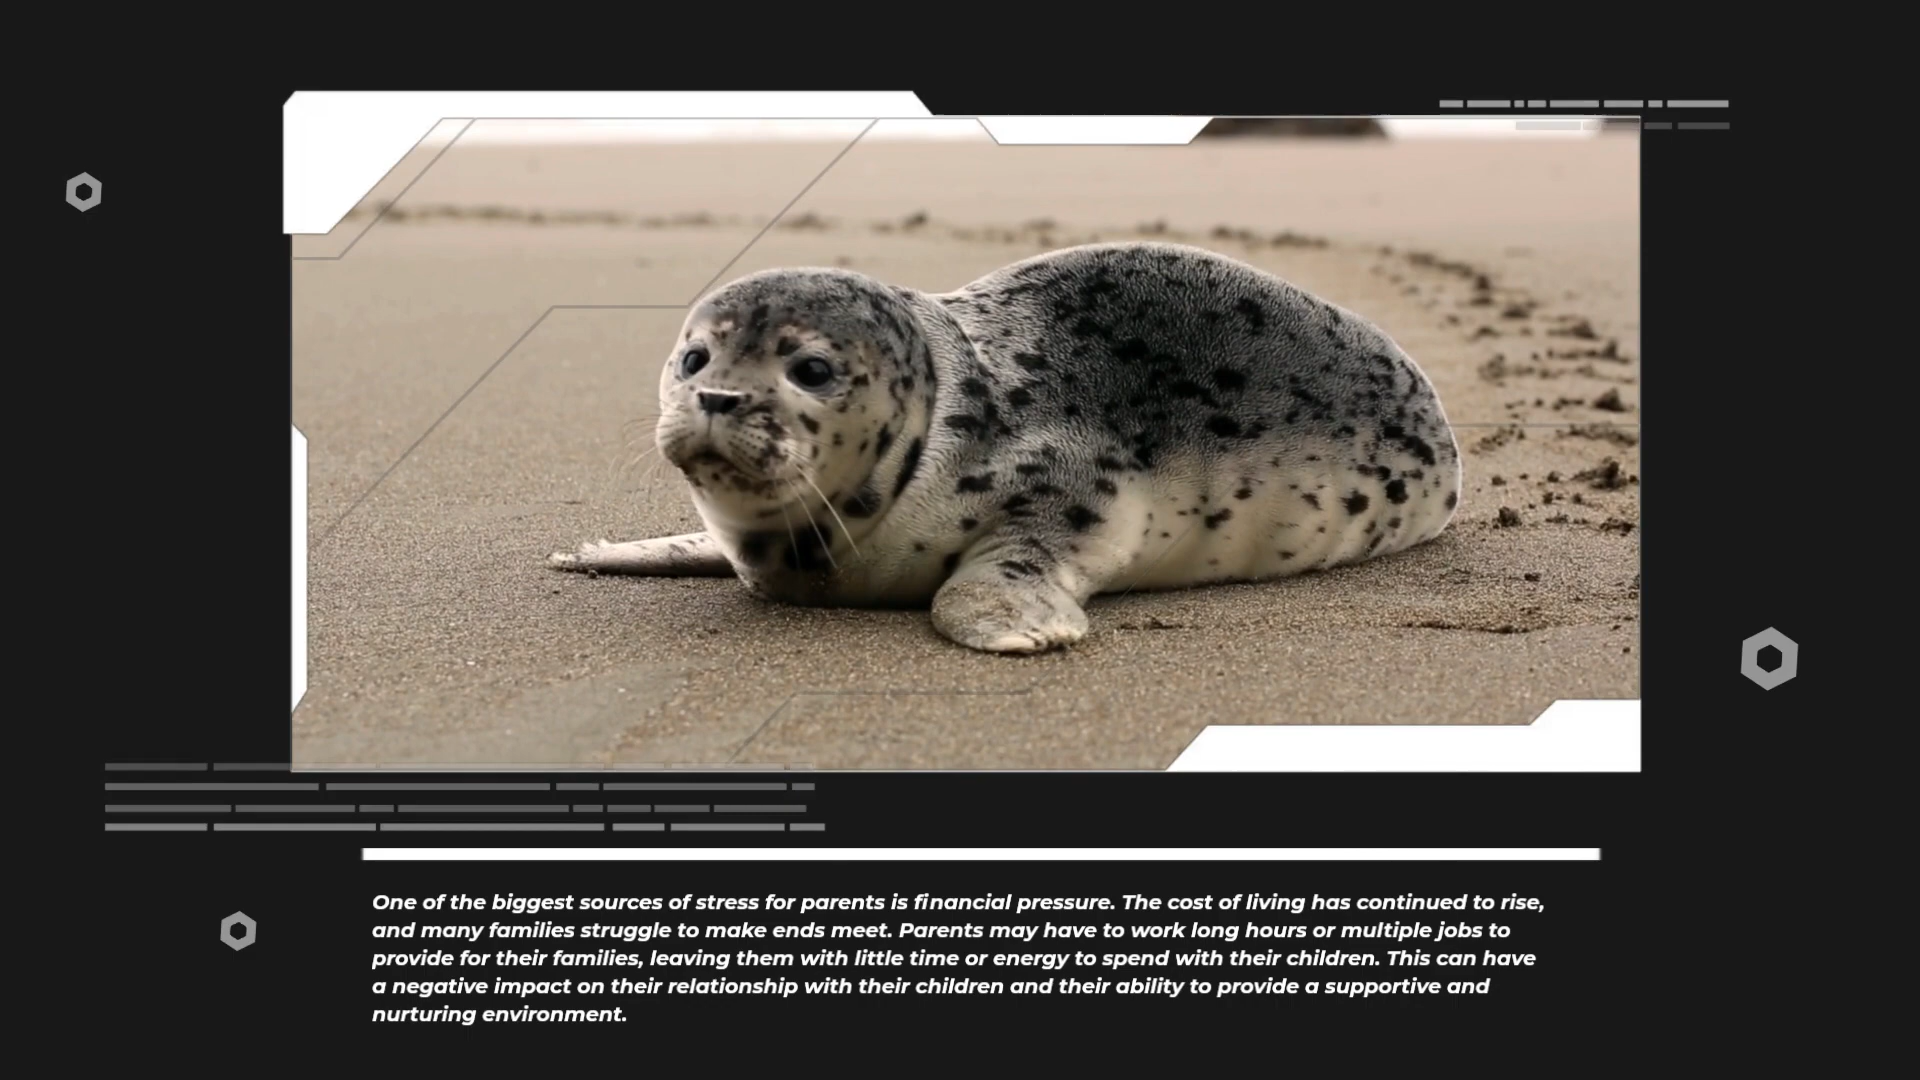 One of the biggest sources of stress for parents is financial pressure. The cost of living has continued to rise,
and many families struggle to make ends meet. Parents may have to work long hours or multiple jobs to
provide for their families, leaving them with little time or energy to spend with their children. This can have
a negative impact on their relationship with their children and their ability to provide a supportive and
nurturing environment.